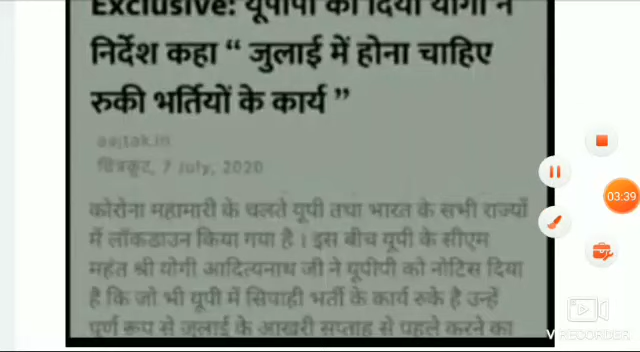 Exclusive: यूपीपी को दिया योगी ने
निर्देश कहा “ जुलाई में होना चाहिए
रुकी भर्तियों के कार्य ”
aajtak.in
चित्रकूट, 7 July, 2020
कोरोना महामारी के चलते यूपी तथा भारत के सभी राज्यों
में लॉकडाउन किया गया है । इस बीच यूपी के सीएम
महंत श्री योगी आदित्यनाथ जी ने यूपीपी को नोटिस दिया
है कि जो भी यूपी में सिपाही भर्ती के कार्य रुके है उन्हें
पूर्ण रूप से जुलाई के आखरी सप्ताह से पहले करने का
03:39
VIRECORDER